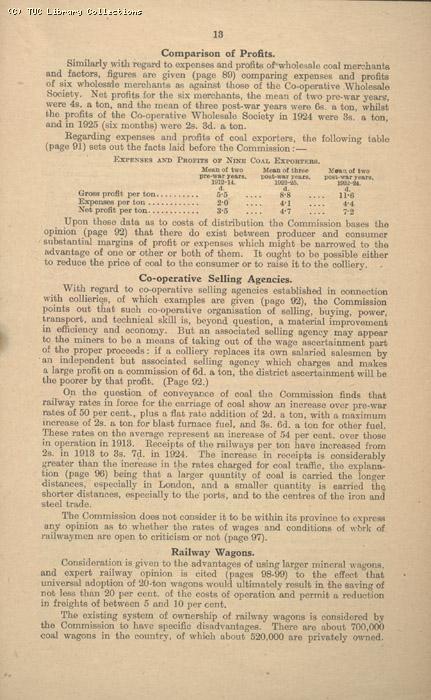 (C) TUC Library Collections
13
Comparison of Profits.
Similarly with regard to expenses and profits of wholesale coal merchants
and factors, figures are given (page 89) comparing expenses and profits
of six wholesale merchants as against those of the Co-operative Wholesale
Society. Net profits for the six merchants, the mean of two pre-war years,
were 4s. a ton, and the mean of three post-war years were 6s. a ton, whilst
the profits of the Co-operative Wholesale Society in 1924 were 3s. a ton,
and in 1925 (six months) were 2s. 3d. a ton.
Regarding expenses and profits of coal exporters, the following table
(page 91) sets out the facts laid before the Commission:—
Expenses and Profits of Nine Coal Exporters.
Mean of two Mean of three Mean of two
pre-war years, post-war years, post-war years,
1912-14. 1922-25. 1922-24.
d. d. d.
Gross profit per ton.......... 5·5 .... 8·8 .... 11·6
Expenses per ton ............. 2·0 .... 4·1 .... 4·4
Net profit per ton............ 3·5 .... 4·7 .... 7·2
Upon these data as to costs of distribution the Commission bases the
opinion (page 92) that there do exist between producer and consumer
substantial margins of profit or expenses which might be narrowed to the
advantage of one or other or both of them. It ought to be possible either
to reduce the price of coal to the consumer or to raise it to the colliery.
Co-operative Selling Agencies.
With regard to co-operative selling agencies established in connection
with collieries, of which examples are given (page 92), the Commission
points out that such co-operative organisation of selling, buying, power,
transport, and technical skill is, beyond question, a material improvement
in efficiency and economy. But an associated selling agency may appear
to the miners to be a means of taking out of the wage ascertainment part
of the proper proceeds: if a colliery replaces its own salaried salesmen by
an independent but associated selling agency which charges and makes
a large profit on a commission of 6d. a ton, the district ascertainment will be
the poorer by that profit. (Page 92.)
On the question of conveyance of coal the Commission finds that
railway rates in force for the carriage of coal show an increase over pre-war
rates of 50 per cent., plus a flat rate addition of 2d. a ton, with a maximum
increase of 2s. a ton for blast furnace fuel, and 3s. 6d. a ton for other fuel.
These rates on the average represent an increase of 54 per cent. over those
in operation in 1913. Receipts of the railways per ton have increased from
2s. in 1913 to 3s. 7d. in 1924. The increase in receipts is considerably
greater than the increase in the rates charged for coal traffic, the explana-
tion (page 96) being that a larger quantity of coal is carried the longer
distances, especially in London, and a smaller quantity is carried the
shorter distances, especially to the ports, and to the centres of the iron and
steel trade.
The Commission does not consider it to be within its province to express
any opinion as to whether the rates of wages and conditions of work of
railwaymen are open to criticism or not (page 97).
Railway Wagons.
Consideration is given to the advantages of using larger mineral wagons,
and expert railway opinion is cited (pages 98-99) to the effect that
universal adoption of 20-ton wagons would ultimately result in the saving of
not less than 20 per cent. of the costs of operation and permit a reduction
in freights of between 5 and 10 per cent.
The existing system of ownership of railway wagons is considered by
the Commission to have specific disadvantages. There are about 700,000
coal wagons in the country, of which about 520,000 are privately owned.